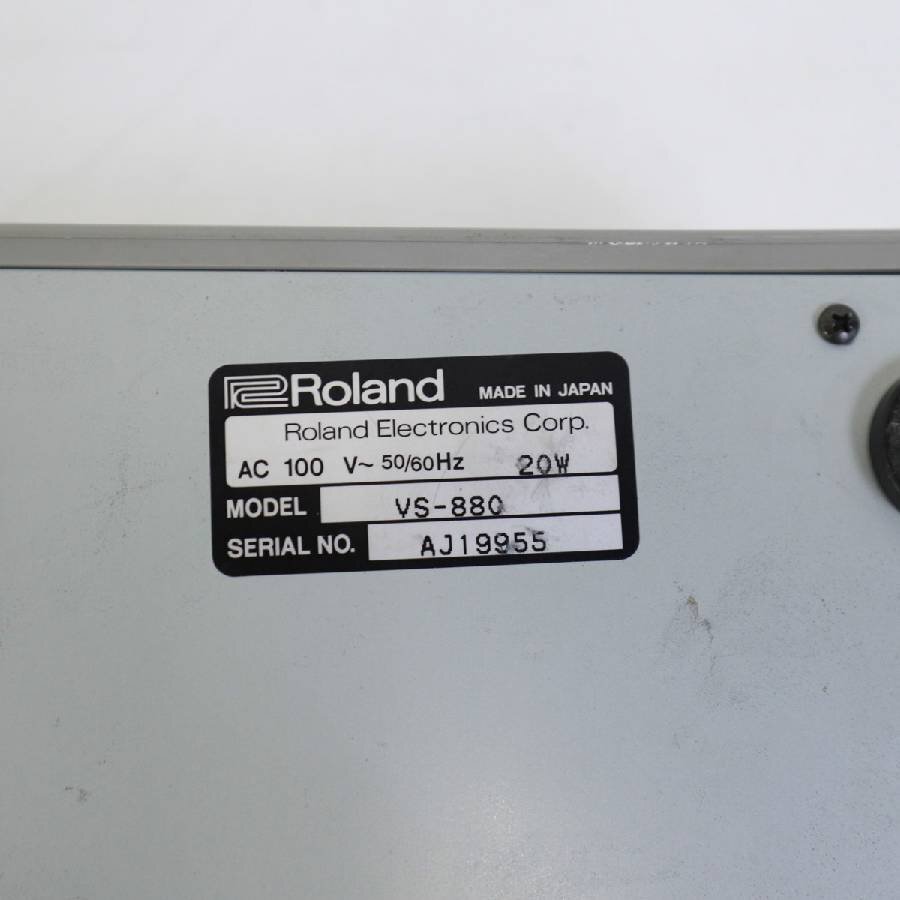 Roland MADE IN JAPAN
Roland Electronics Corp.
AC 100 V~ 50/60Hz 20W
MODEL VS-880
SERIAL NO. AJ19955